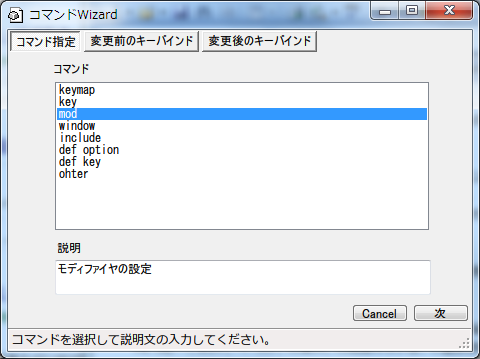 コマンドWizard
コマンド指定 変更前のキーバインド 変更後のキーバインド
コマンド
keymap
key
mod
window
include
def option
def key
ohter
説明
モディファイヤの設定
Cancel 次
コマンドを選択して説明文の入力してください。